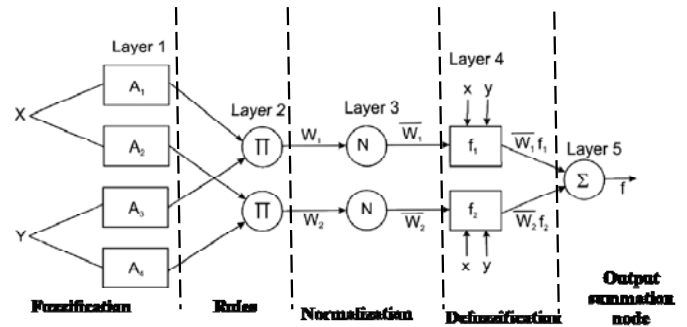 Layer 1
Layer 2
Layer 3
Layer 4
Layer 5
X
Y
A₁
A₂
A₃
A₄
Π
Π
W₁
W₂
N
N
W̅₁
W̅₂
x y
f₁
f₂
x y
W̅₁f₁
W̅₂f₂
Σ
f
Fuzzification
Rules
Normalization
Defuzzification
Output
summation
node